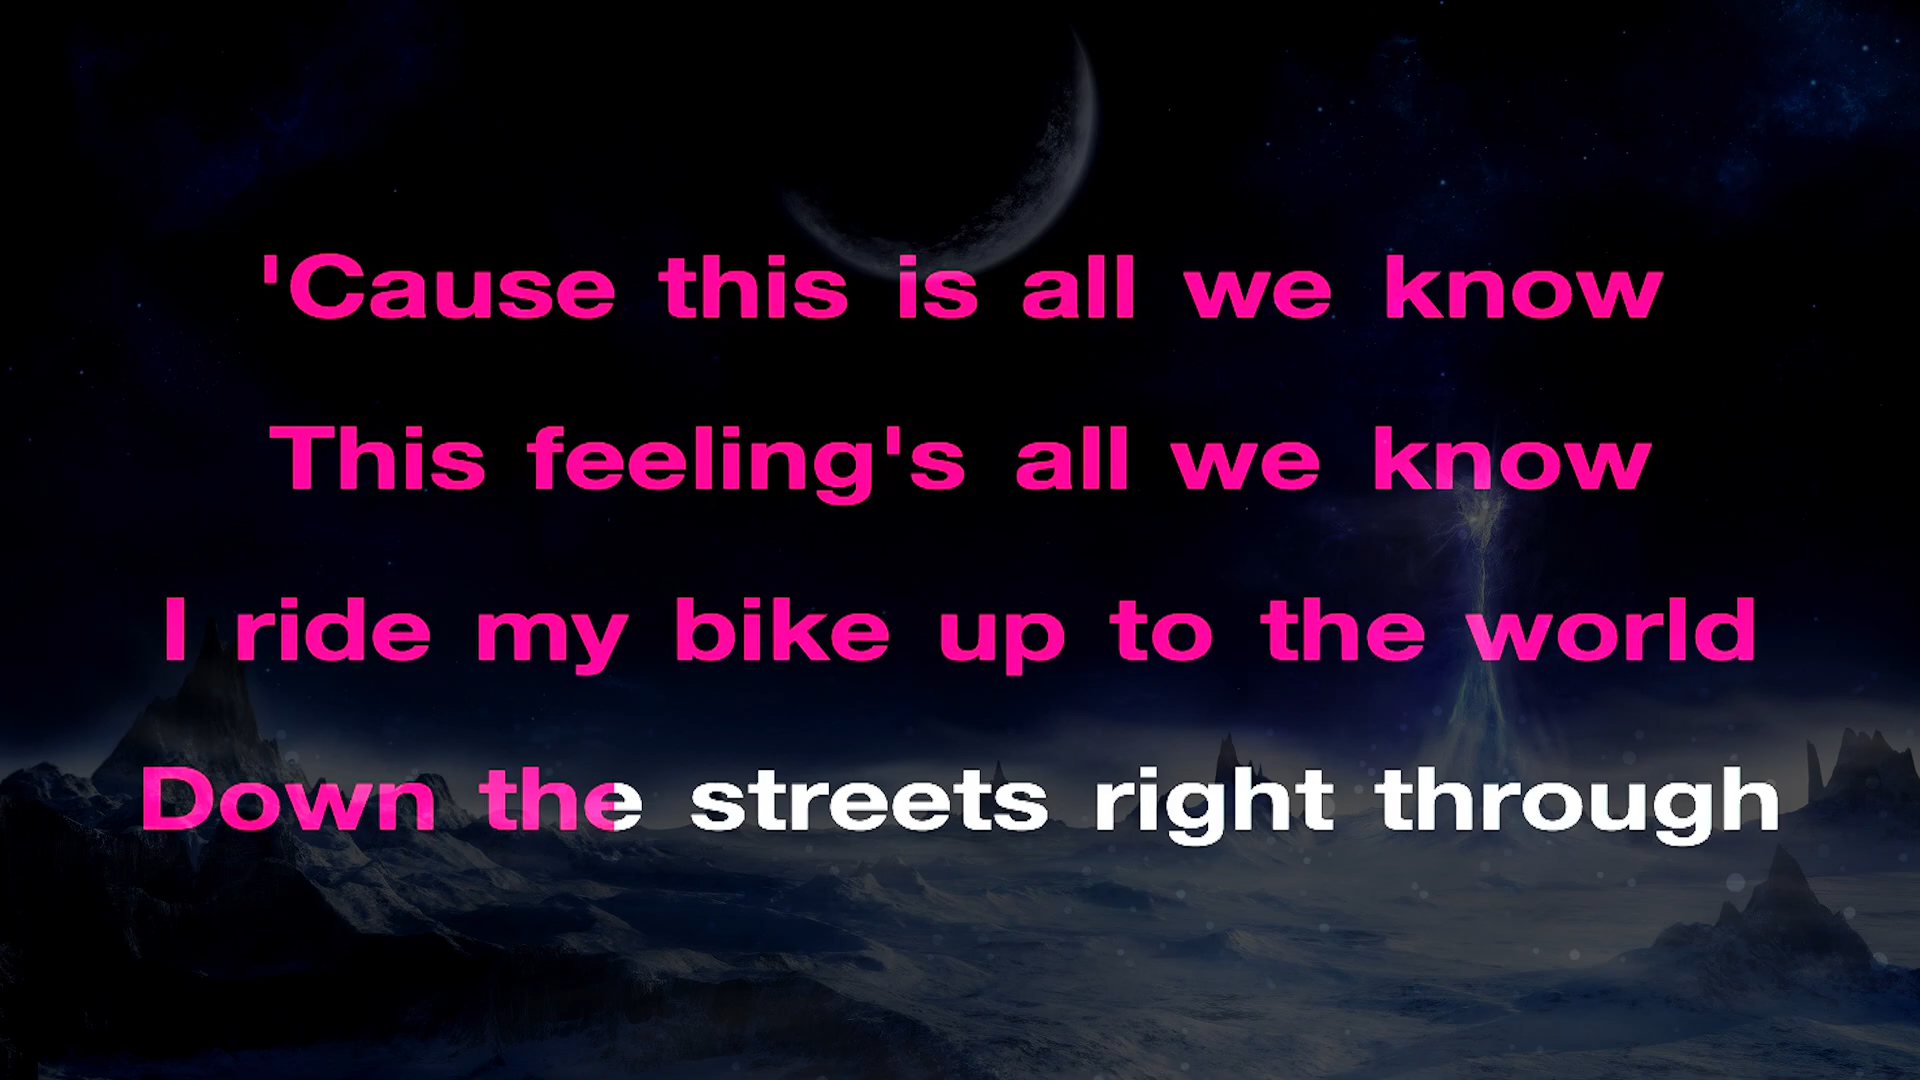 'Cause this is all we know
This feeling's all we know
I ride my bike up to the world
Down the streets right through